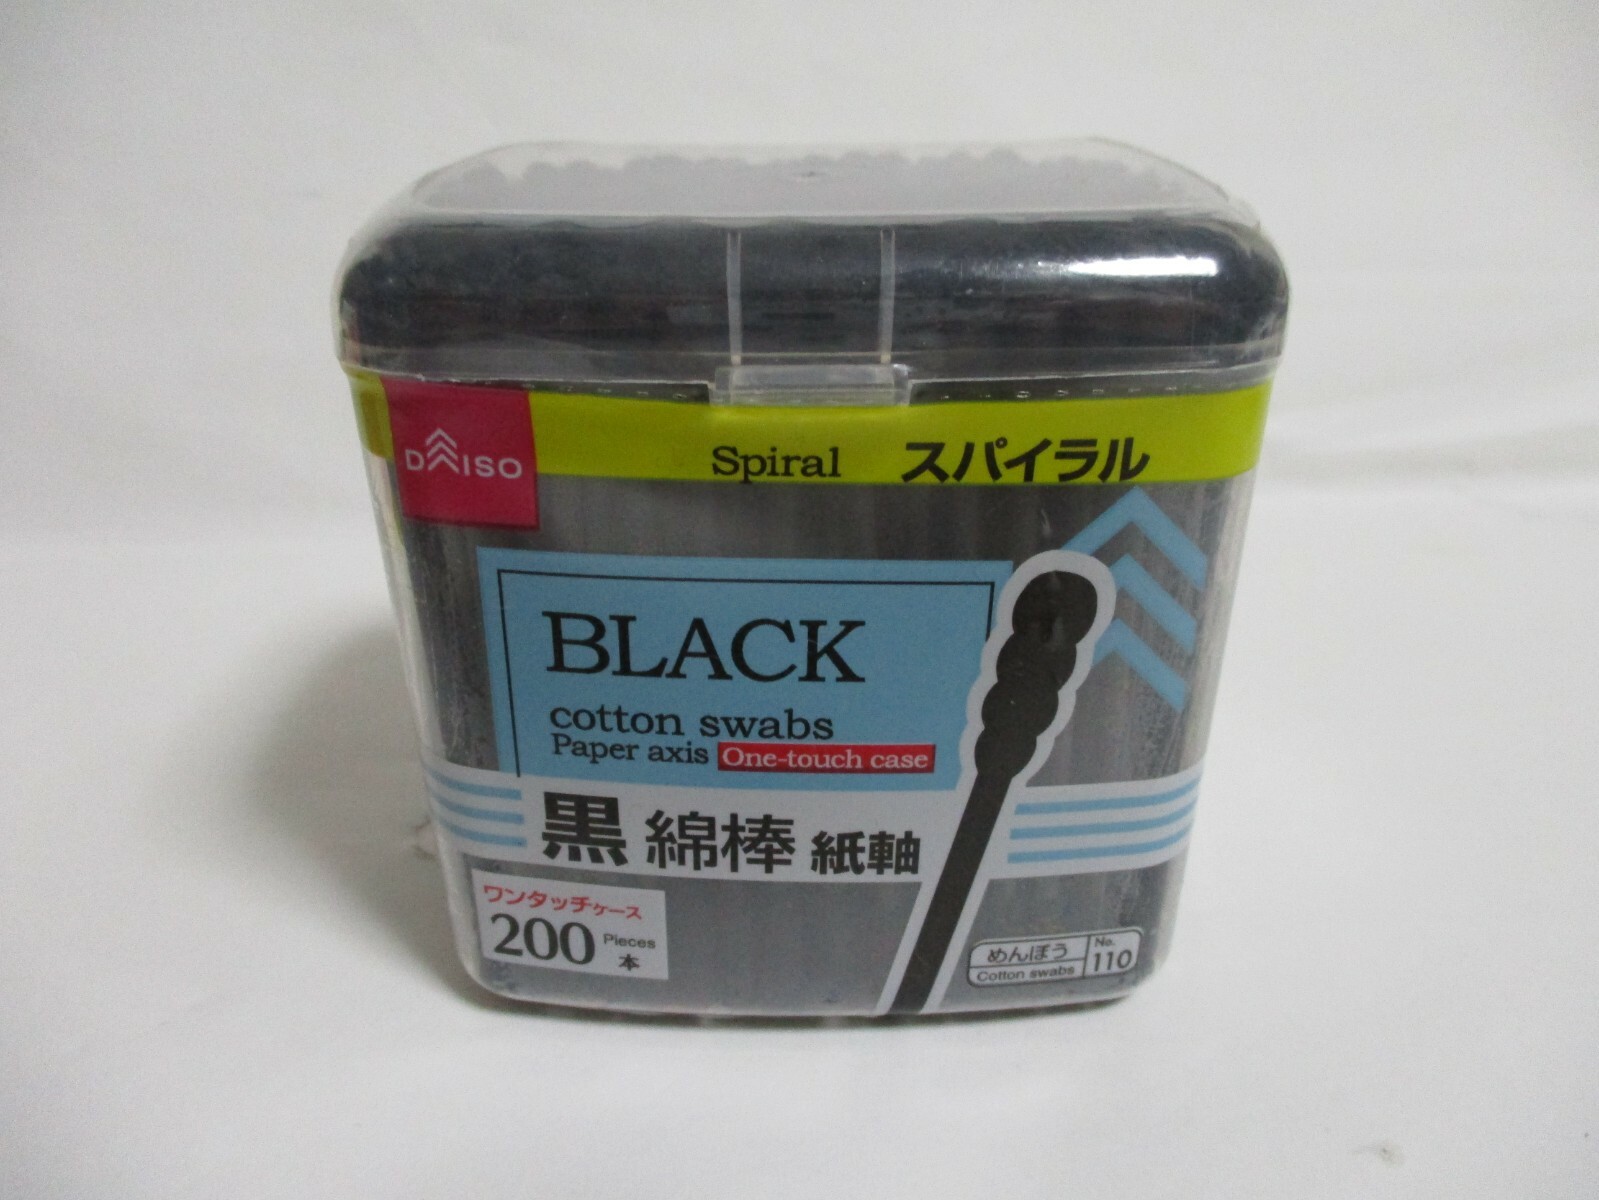 DAISO
Spiral スパイラル
BLACK
cotton swabs
Paper axis One-touch case
黒 綿棒 紙軸
ワンタッチケース
200 Pieces 本
めんぼう
Cotton swabs
No. 110